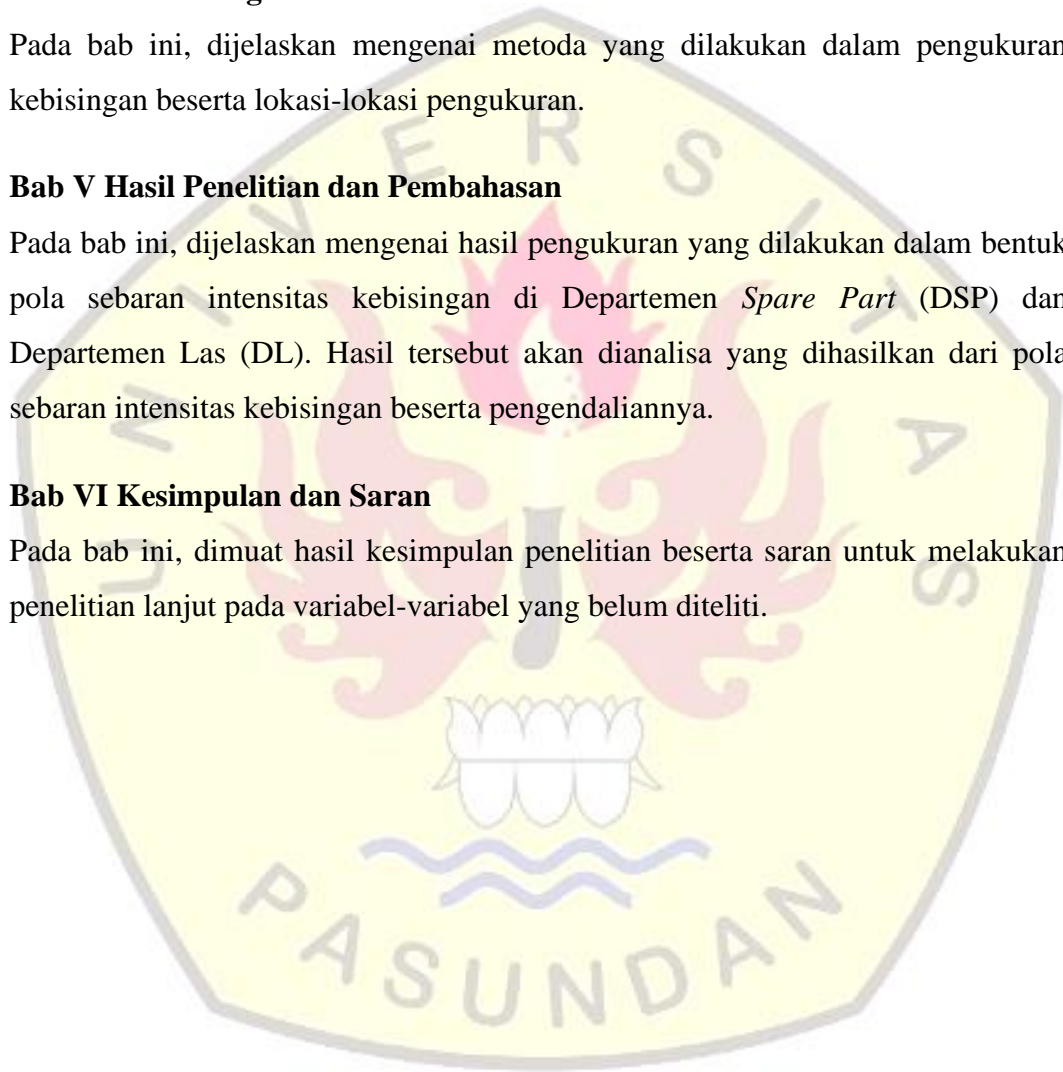 Pada bab ini, dijelaskan mengenai metoda yang dilakukan dalam pengukuran
kebisingan beserta lokasi-lokasi pengukuran.
Bab V Hasil Penelitian dan Pembahasan
Pada bab ini, dijelaskan mengenai hasil pengukuran yang dilakukan dalam bentuk
pola sebaran intensitas kebisingan di Departemen Spare Part (DSP) dan
Departemen Las (DL). Hasil tersebut akan dianalisa yang dihasilkan dari pola
sebaran intensitas kebisingan beserta pengendaliannya.
Bab VI Kesimpulan dan Saran
Pada bab ini, dimuat hasil kesimpulan penelitian beserta saran untuk melakukan
penelitian lanjut pada variabel-variabel yang belum diteliti.
UNIVERSITAS
PASUNDAN